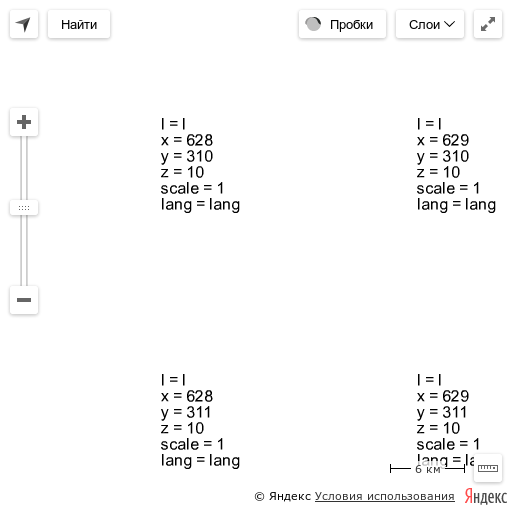 Найти
Пробки
Слои
l = l
x = 628
y = 310
z = 10
scale = 1
lang = lang
l = l
x = 629
y = 310
z = 10
scale = 1
lang = lang
l = l
x = 628
y = 311
z = 10
scale = 1
lang = lang
l = l
x = 629
y = 311
z = 10
scale = 1
lang = la
6 км
© Яндекс Условия использования
Яндекс